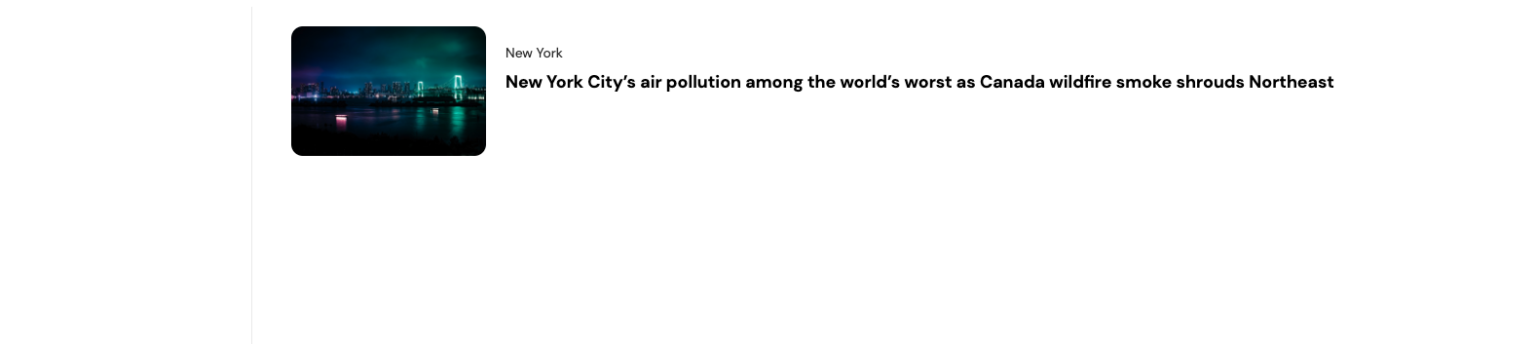 New York
New York City’s air pollution among the world’s worst as Canada wildfire smoke shrouds Northeast